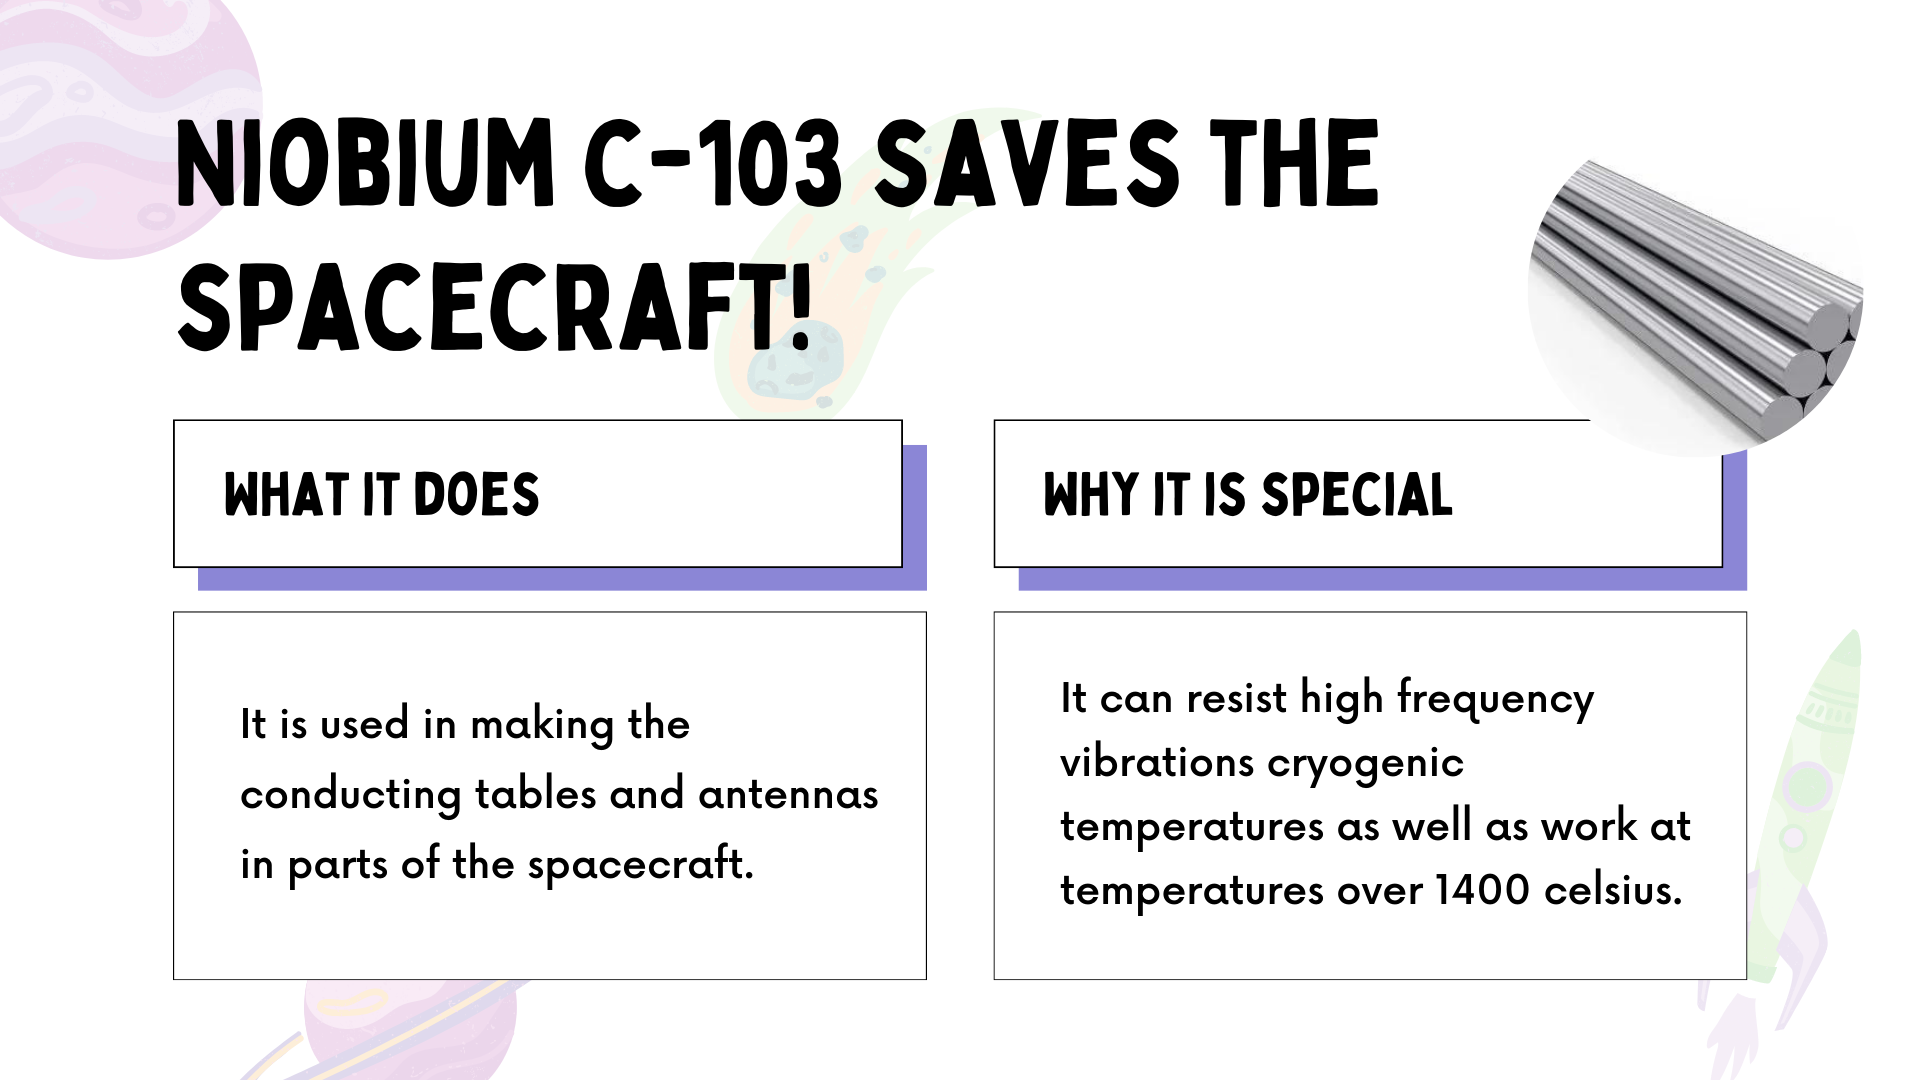 NIOBIUM C-103 SAVES THE
SPACECRAFT!
WHAT IT DOES
It is used in making the
conducting tables and antennas
in parts of the spacecraft.
WHY IT IS SPECIAL
It can resist high frequency
vibrations cryogenic
temperatures as well as work at
temperatures over 1400 celsius.